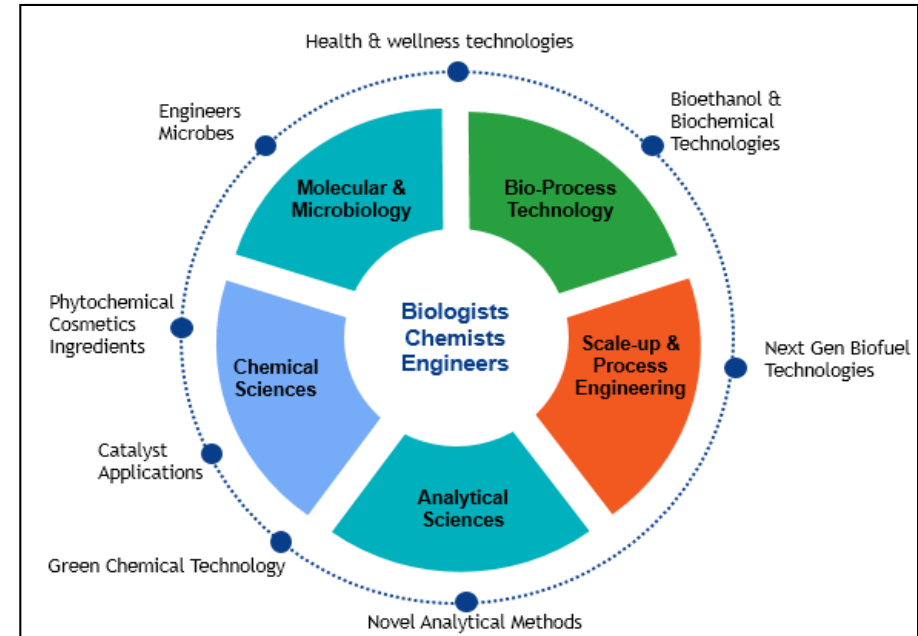 Health & wellness technologies
Engineers
Microbes
Bioethanol &
Biochemical
Technologies
Molecular &
Microbiology
Bio-Process
Technology
Phytochemical
Cosmetics
Ingredients
Biologists
Chemists
Engineers
Chemical
Sciences
Scale-up &
Process
Engineering
Next Gen Biofuel
Technologies
Catalyst
Applications
Analytical
Sciences
Green Chemical Technology
Novel Analytical Methods